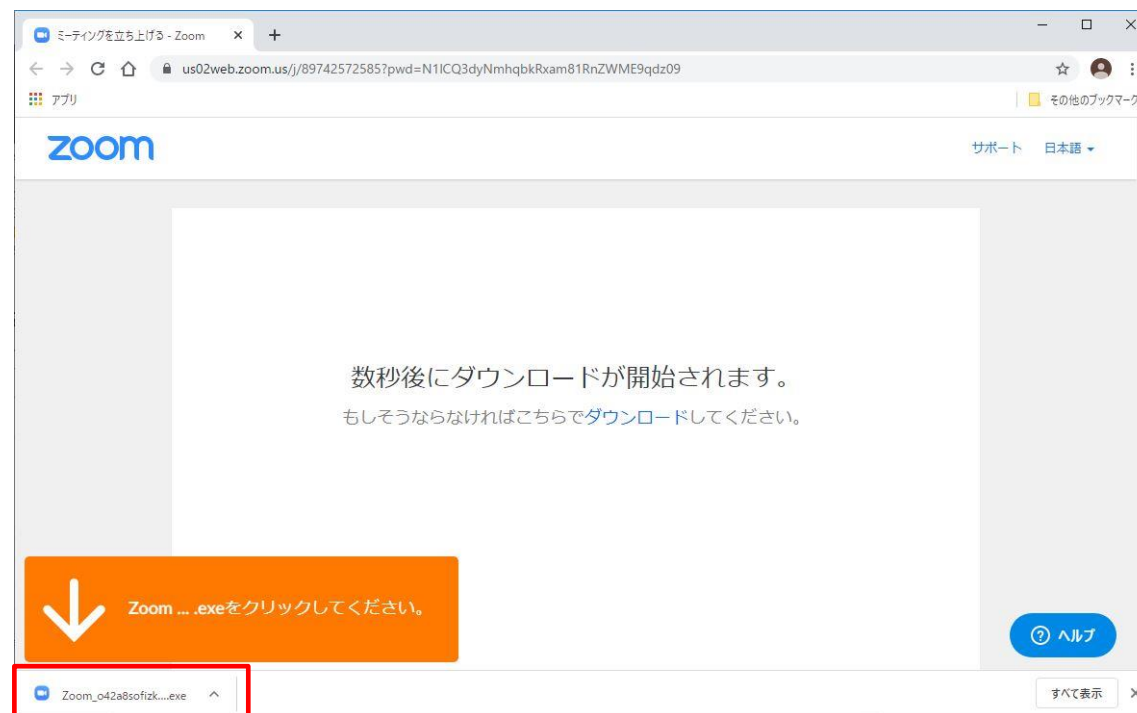 ミーティングを立ち上げる - Zoom
us02web.zoom.us/j/89742572585?pwd=N1lCQ3dyNmhqbkRxam81RnZWME9qdz09
アプリ
その他のブックマーク
zoom
サポート 日本語
数秒後にダウンロードが開始されます。
もしそうならなければこちらでダウンロードしてください。
Zoom ... .exeをクリックしてください。
ヘルプ
Zoom_o42a8sofizk....exe
すべて表示